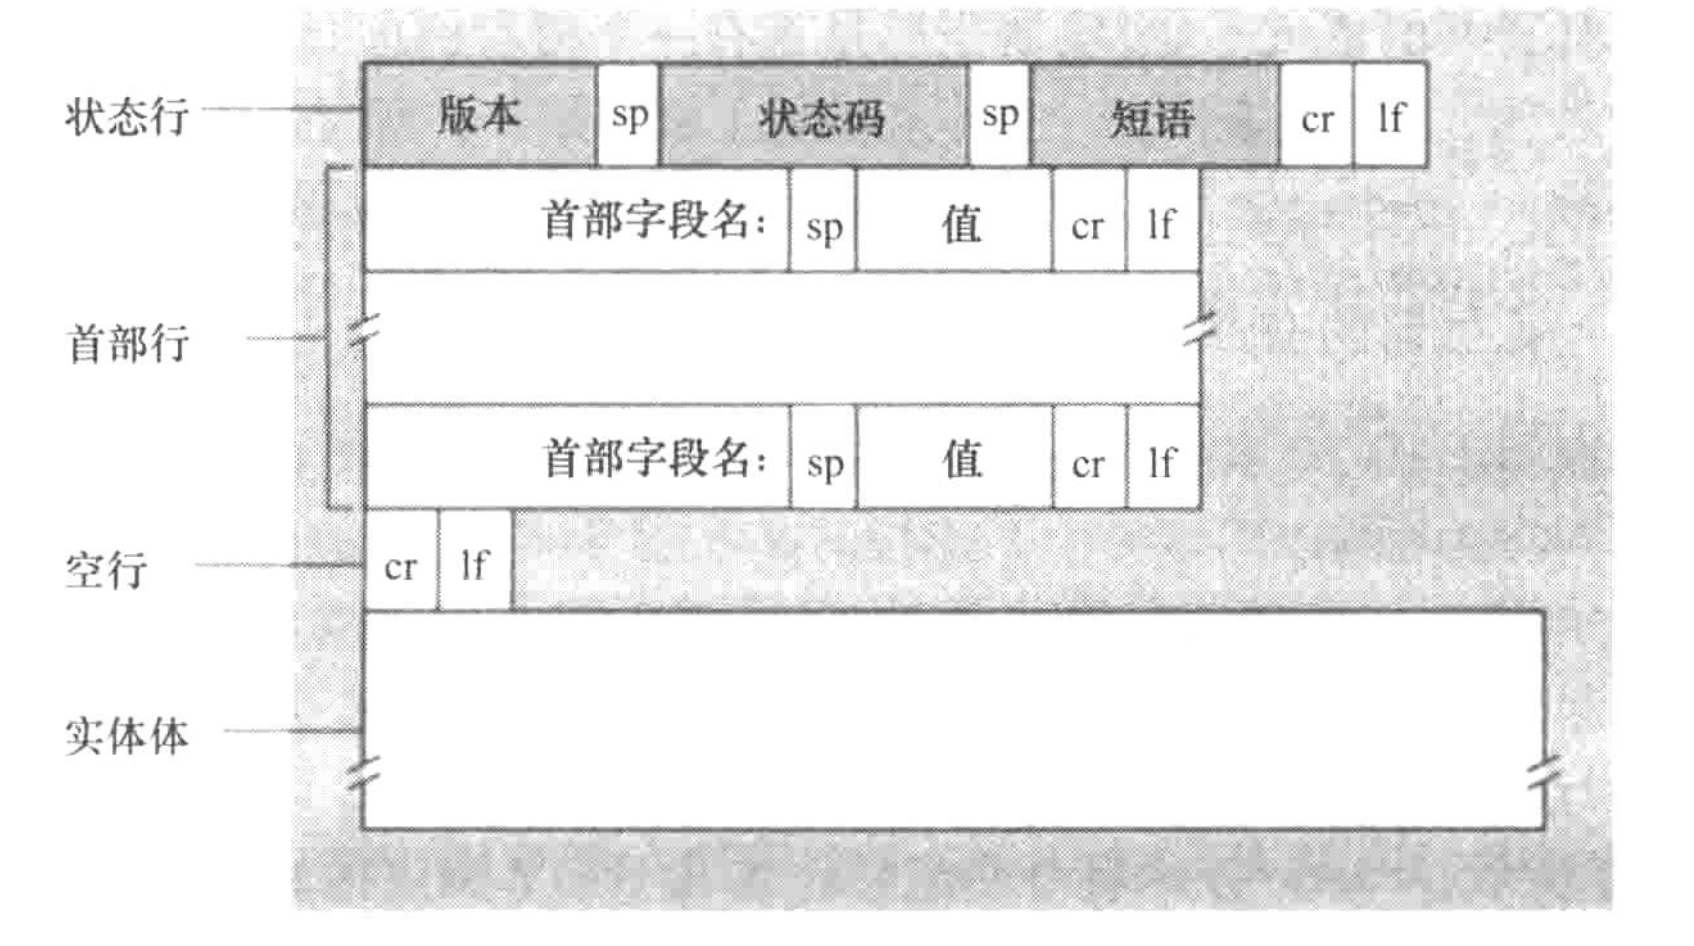 状态行 版本 sp 状态码 sp 短语 cr lf
首部字段名： sp 值 cr lf
首部行
首部字段名： sp 值 cr lf
空行 cr lf
实体体